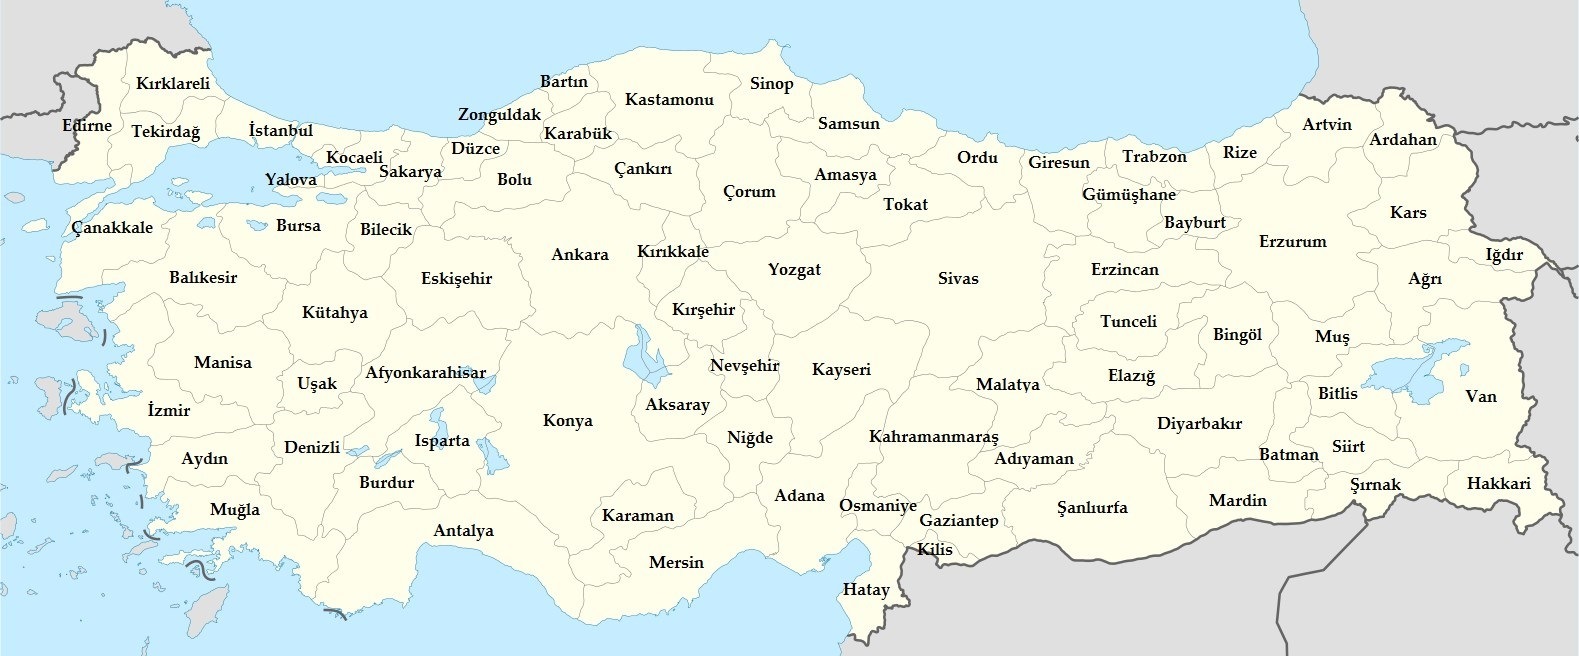 Kırklareli
Edirne
Tekirdağ
İstanbul
Kocaeli
Yalova
Sakarya
Düzce
Zonguldak
Bartın
Karabük
Kastamonu
Sinop
Samsun
Bolu
Çankırı
Çorum
Amasya
Tokat
Ordu
Giresun
Trabzon
Rize
Artvin
Ardahan
Gümüşhane
Bayburt
Kars
Iğdır
Erzurum
Ağrı
Çanakkale
Bursa
Bilecik
Balıkesir
Eskişehir
Ankara
Kırıkkale
Yozgat
Sivas
Erzincan
Kütahya
Kırşehir
Tunceli
Bingöl
Muş
Manisa
Uşak
Afyonkarahisar
Nevşehir
Kayseri
Malatya
Elazığ
Bitlis
Van
İzmir
Aksaray
Konya
Niğde
Kahramanmaraş
Diyarbakır
Aydın
Denizli
Isparta
Burdur
Adıyaman
Batman
Siirt
Şırnak
Hakkari
Muğla
Antalya
Karaman
Mersin
Adana
Osmaniye
Gaziantep
Kilis
Hatay
Şanlıurfa
Mardin